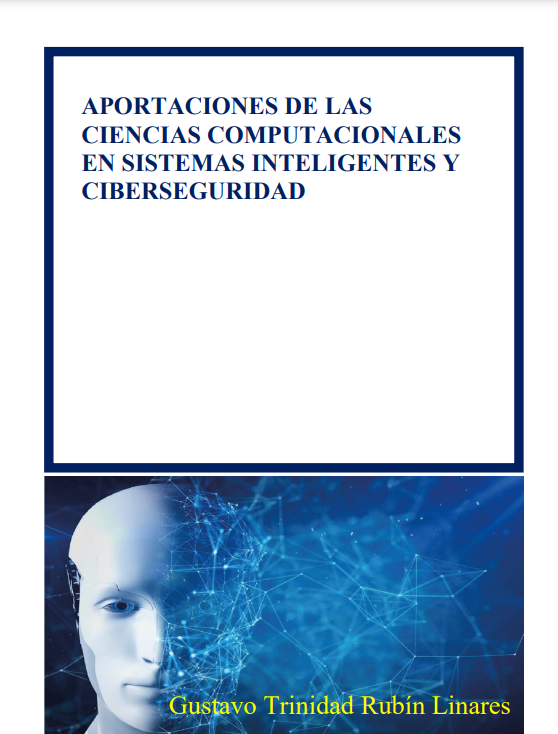 APORTACIONES DE LAS
CIENCIAS COMPUTACIONALES
EN SISTEMAS INTELIGENTES Y
CIBERSEGURIDAD
Gustavo Trinidad Rubín Linares